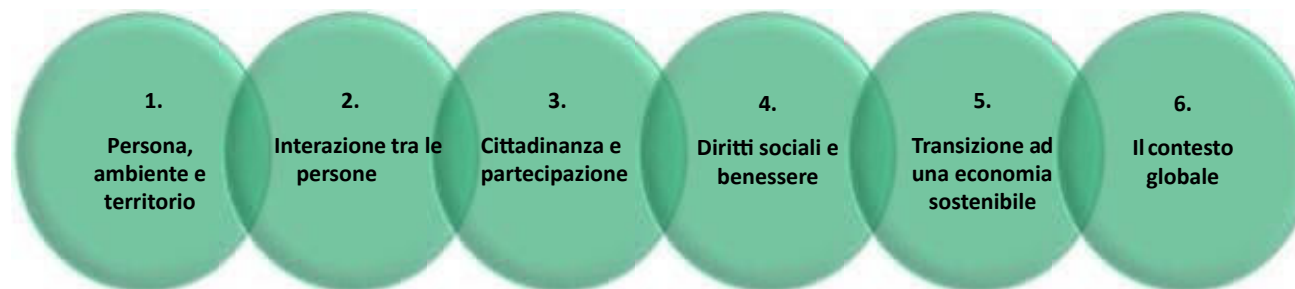 1.
Persona,
ambiente e
territorio
2.
Interazione tra le
persone
3.
Cittadinanza e
partecipazione
4.
Diritti sociali e
benessere
5.
Transizione ad
una economia
sostenibile
6.
Il contesto
globale